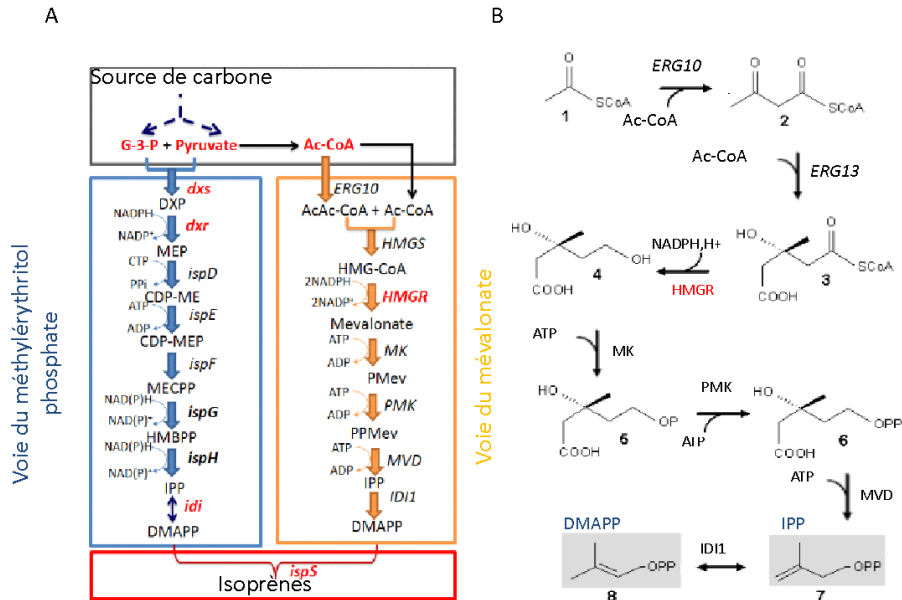 A
B
Source de carbone
G-3-P + Pyruvate
Ac-CoA
dxs
DXP
NADPH
NADP⁺
dxr
MEP
CTP
PPi
ispD
CDP-ME
ATP
ADP
ispE
CDP-MEP
ispF
MECPP
NAD(P)H
NAD(P)⁺
ispG
HMBPP
NAD(P)H
NAD(P)⁺
ispH
IPP
idi
DMAPP
ERG10
AcAc-CoA + Ac-CoA
HMGS
HMG-CoA
2NADPH
2NADP⁺
HMGR
Mevalonate
ATP
ADP
MK
PMev
ATP
ADP
PMK
PPMev
ATP
ADP
MVD
IPP
IDI1
DMAPP
ispS
Isoprènes
Voie du méthylérythritol
phosphate
Voie du mévalonate
O
SCoA
1
ERG10
Ac-CoA
O O
SCoA
2
Ac-CoA
ERG13
HO
O
SCoA
COOH
3
NADPH,H+
HMGR
HO
OH
COOH
4
ATP
MK
HO
OP
COOH
5
PMK
ATP
HO
OPP
COOH
6
ATP
MVD
IPP
OPP
7
IDI1
DMAPP
OPP
8